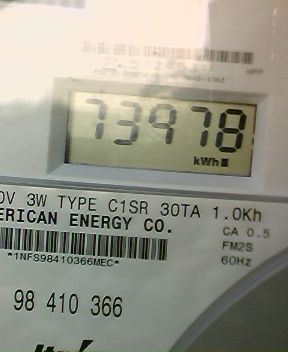 73978
kWh
0V 3W TYPE C1SR 30TA 1.0Kh
ERICAN ENERGY CO.
CA 0.5
FM2S
*1NFS98410366MEC*
60Hz
98 410 366